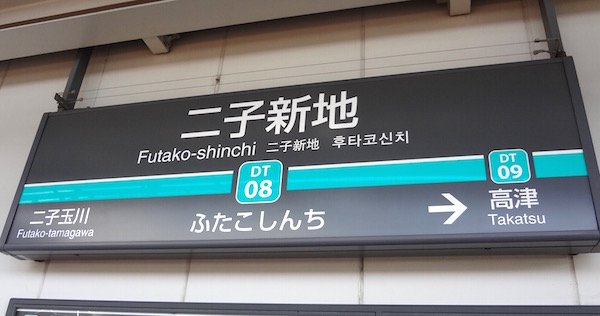 二子新地
Futako-shinchi 二子新地 후타코신치
DT
08
DT
09
二子玉川
Futako-tamagawa
ふたこしんち
→
高津
Takatsu